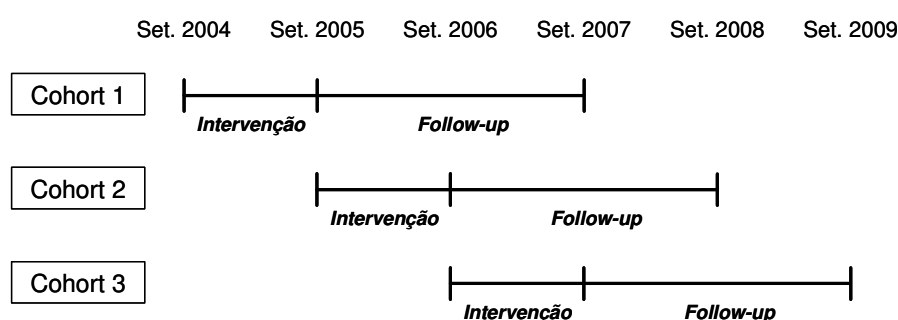 Set. 2004 Set. 2005 Set. 2006 Set. 2007 Set. 2008 Set. 2009
Cohort 1
Intervenção Follow-up
Cohort 2
Intervenção Follow-up
Cohort 3
Intervenção Follow-up